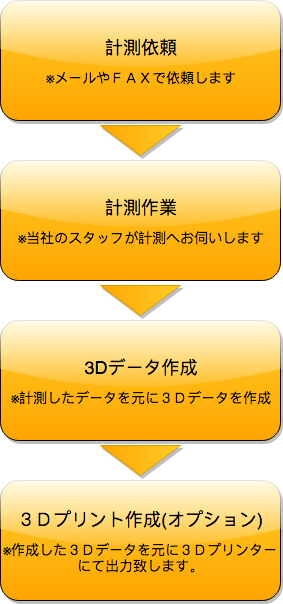 計測依頼
※メールやＦＡＸで依頼します
計測作業
※当社のスタッフが計測へお伺いします
3Dデータ作成
※計測したデータを元に３Ｄデータを作成
３Ｄプリント作成(オプション)
※作成した３Ｄデータを元に３Ｄプリンター
にて出力致します。